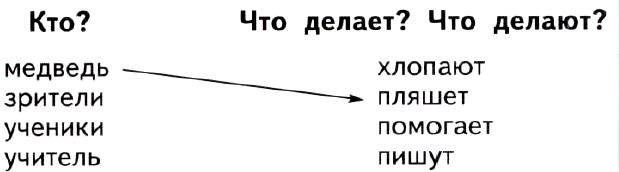 Кто? Что делает? Что делают?
медведь хлопают
зрители пляшет
ученики помогает
учитель пишут